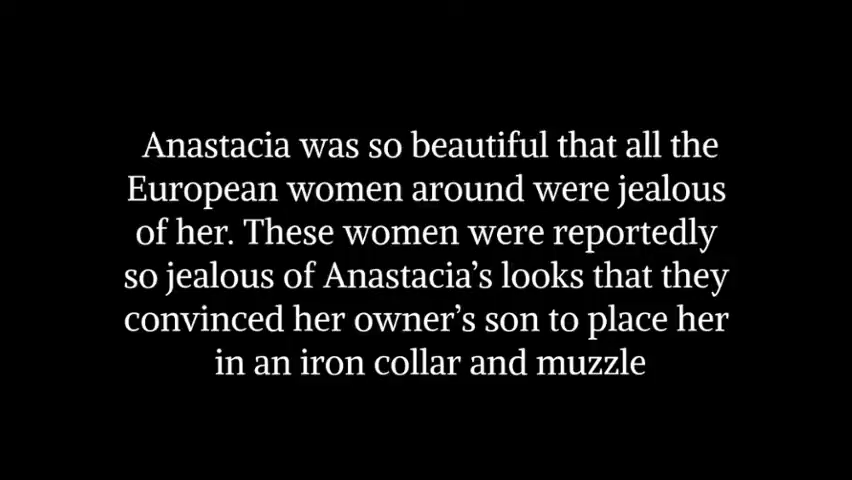 Anastacia was so beautiful that all the
European women around were jealous
of her. These women were reportedly
so jealous of Anastacia’s looks that they
convinced her owner’s son to place her
in an iron collar and muzzle